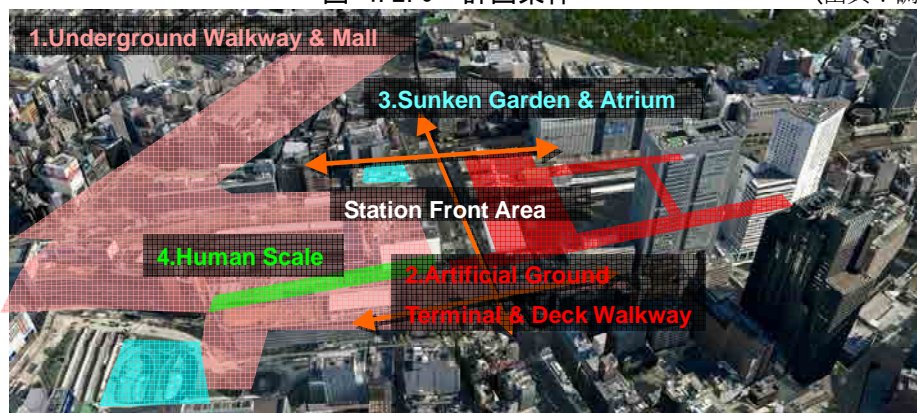 1.Underground Walkway & Mall
3.Sunken Garden & Atrium
Station Front Area
4.Human Scale
2.Artificial Ground
Terminal & Deck Walkway